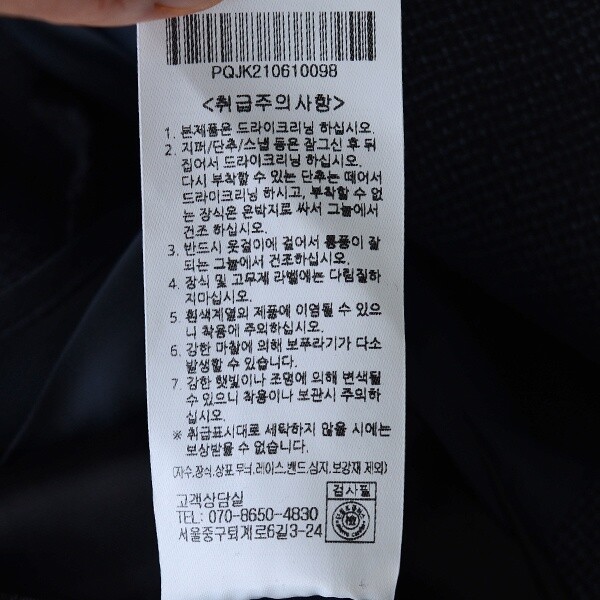 PQJK210610098
<취급주의사항>
1. 본제품은 드라이크리닝 하십시오.
2. 지퍼/단추/스냅 등은 잘그신 후 뒤
집어서 드라이크리닝 하십시오.
다시 부착할 수 있는 단추는 떼어서
드라이크리닝 하시고, 부착할 수 없
는 장식은 은박지로 싸서 그늘에서
건조 하십시오.
3. 반드시 옷걸이에 걸어서 통풍이 잘
되는 그늘에서 건조하십시오.
4. 장식 및 고무제 라벨에는 다림질하
지마십시오.
5. 흰색계열의 제품에 이염될 수 있으
니 착용에 주의하십시오.
6. 강한 마찰에 의해 보푸라기가 다소
발생할 수 있습니다.
7. 강한 햇빛이나 조명에 의해 변색될
수 있으니 착용이나 보관시 주의하
십시오.
※ 취급표시대로 세탁하지 않을 시에는
보상받을 수 없습니다.
(자수,장식,상표 무늬,레이스,밴드,심지,보강재 제외)
고객상담실
TEL: 070-8650-4830
서울중구퇴계로6길3-24
검사필